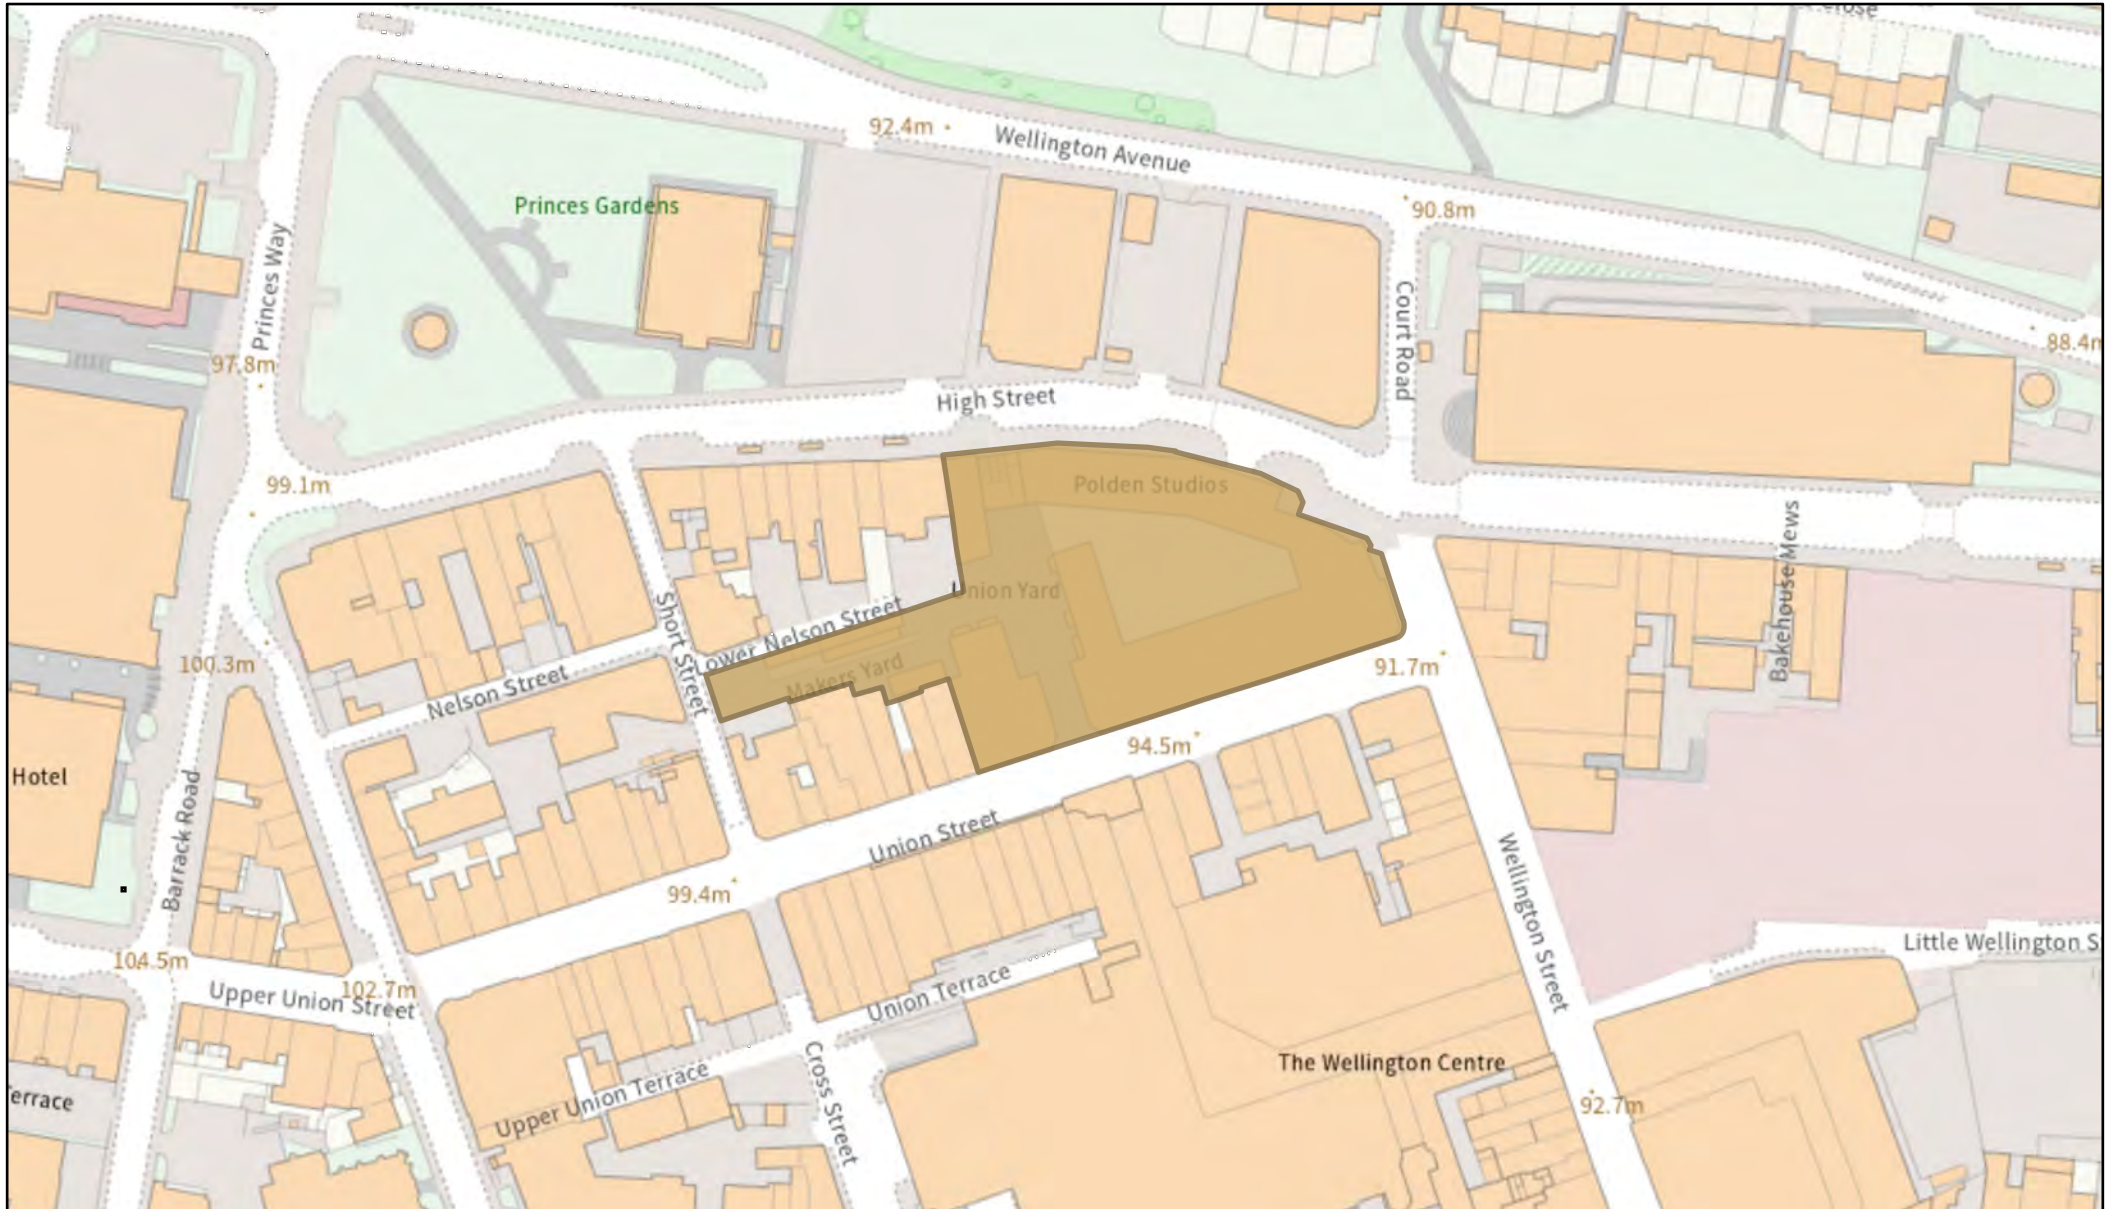 92.4m
Wellington Avenue
Princes Gardens
90.8m
Princes Way
Court Road
88.4m
97.8m
High Street
99.1m
Polden Studios
Bakehouse Mews
Union Yard
Short Street
Lower Nelson Street
100.3m
Makers Yard
91.7m
Nelson Street
94.5m
Hotel
Barrack Road
Union Street
99.4m
Wellington Street
Little Wellington S
104.5m
102.7m
Upper Union Street
Union Terrace
The Wellington Centre
Cross Street
Upper Union Terrace
errace
92.7m